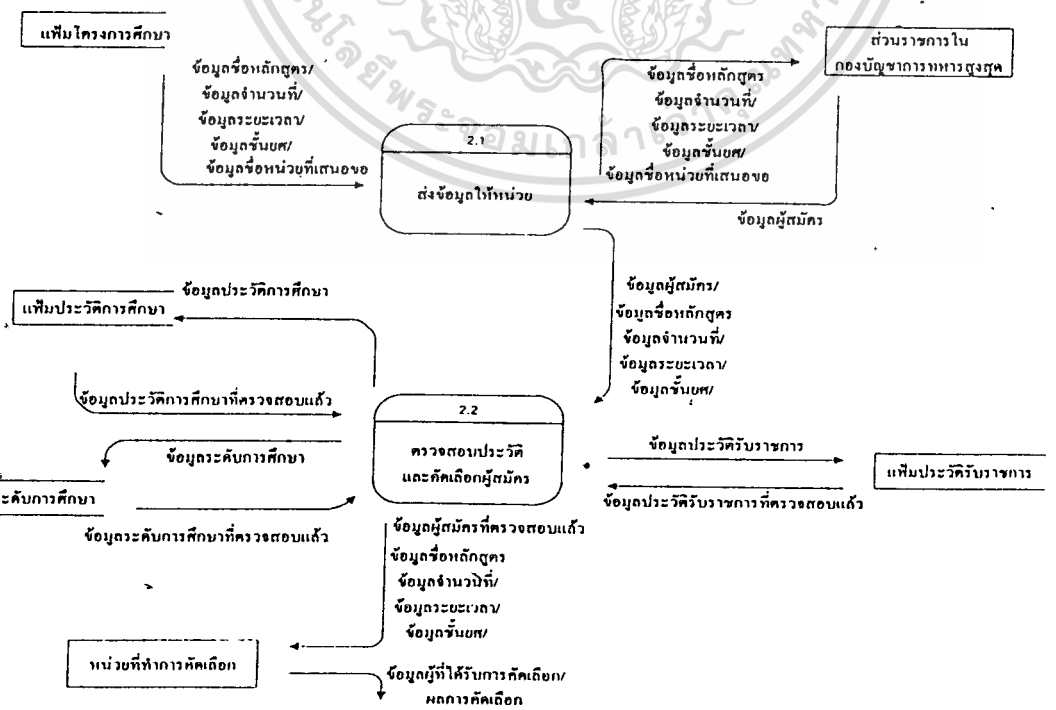 แฟ้มโครงการศึกษา
ส่วนราชการใน
กองบัญชาการทหารสูงสุด
ข้อมูลชื่อหลักสูตร/
ข้อมูลจำนวนที่/
ข้อมูลระยะเวลา/
ข้อมูลชั้นยศ/
ข้อมูลชื่อหน่วยที่เสนอขอ
ข้อมูลชื่อหลักสูตร
ข้อมูลจำนวนที่/
ข้อมูลระยะเวลา/
ข้อมูลชั้นยศ/
ข้อมูลชื่อหน่วยที่เสนอขอ
2.1
ส่งข้อมูลให้หน่วย
ข้อมูลผู้สมัคร
ข้อมูลผู้สมัคร/
ข้อมูลชื่อหลักสูตร
ข้อมูลจำนวนที่/
ข้อมูลระยะเวลา/
ข้อมูลชั้นยศ/
ข้อมูลประวัติการศึกษา
แฟ้มประวัติการศึกษา
ข้อมูลประวัติการศึกษาที่ตรวจสอบแล้ว
2.2
ตรวจสอบประวัติ
และคัดเลือกผู้สมัคร
ข้อมูลระดับการศึกษา
ะดับการศึกษา
ข้อมูลระดับการศึกษาที่ตรวจสอบแล้ว
ข้อมูลประวัติรับราชการ
แฟ้มประวัติรับราชการ
ข้อมูลประวัติรับราชการที่ตรวจสอบแล้ว
ข้อมูลผู้สมัครที่ตรวจสอบแล้ว
ข้อมูลชื่อหลักสูตร
ข้อมูลจำนวนที่/
ข้อมูลระยะเวลา/
ข้อมูลชั้นยศ/
หน่วยที่ทำการคัดเลือก
ข้อมูลผู้ที่ได้รับการคัดเลือก/
ผลการคัดเลือก